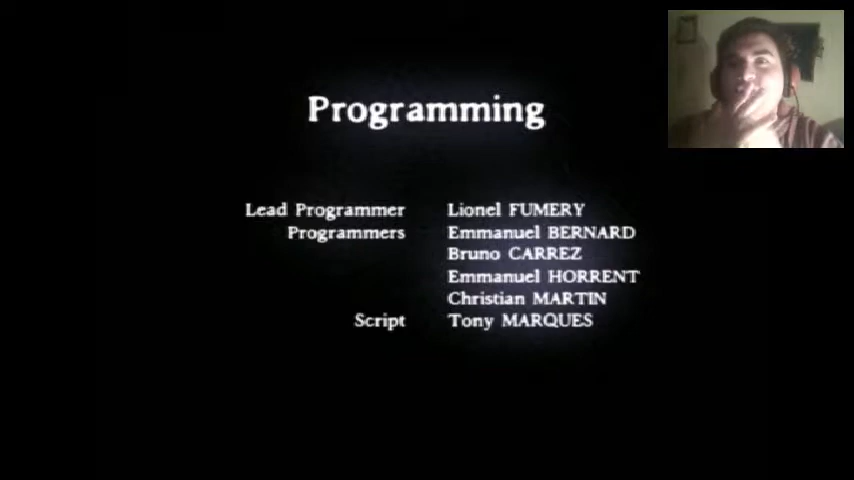 Programming
Lead Programmer Lionel FUMERY
Programmers Emmanuel BERNARD
Bruno CARREZ
Emmanuel HORRENT
Christian MARTIN
Script Tony MARQUES